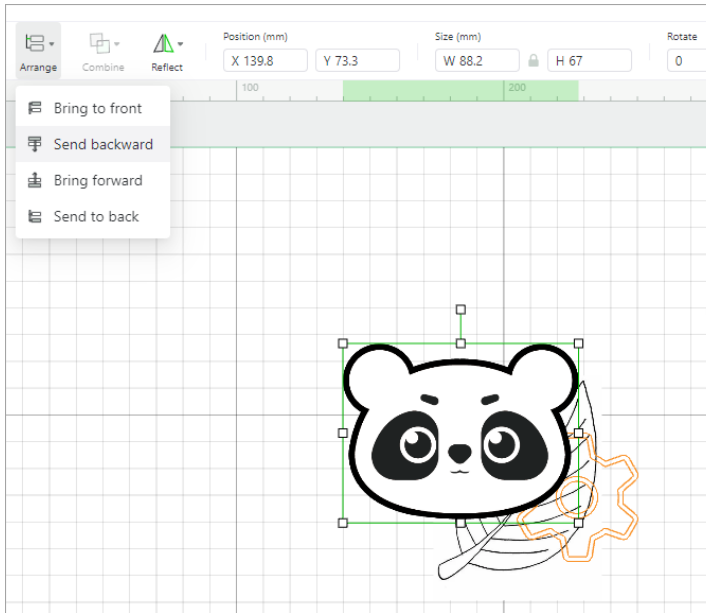 Position (mm)
Size (mm)
Rotate
Arrange
Combine
Reflect
X 139.8
Y 73.3
W 88.2
H 67
0
100
200
Bring to front
Send backward
Bring forward
Send to back